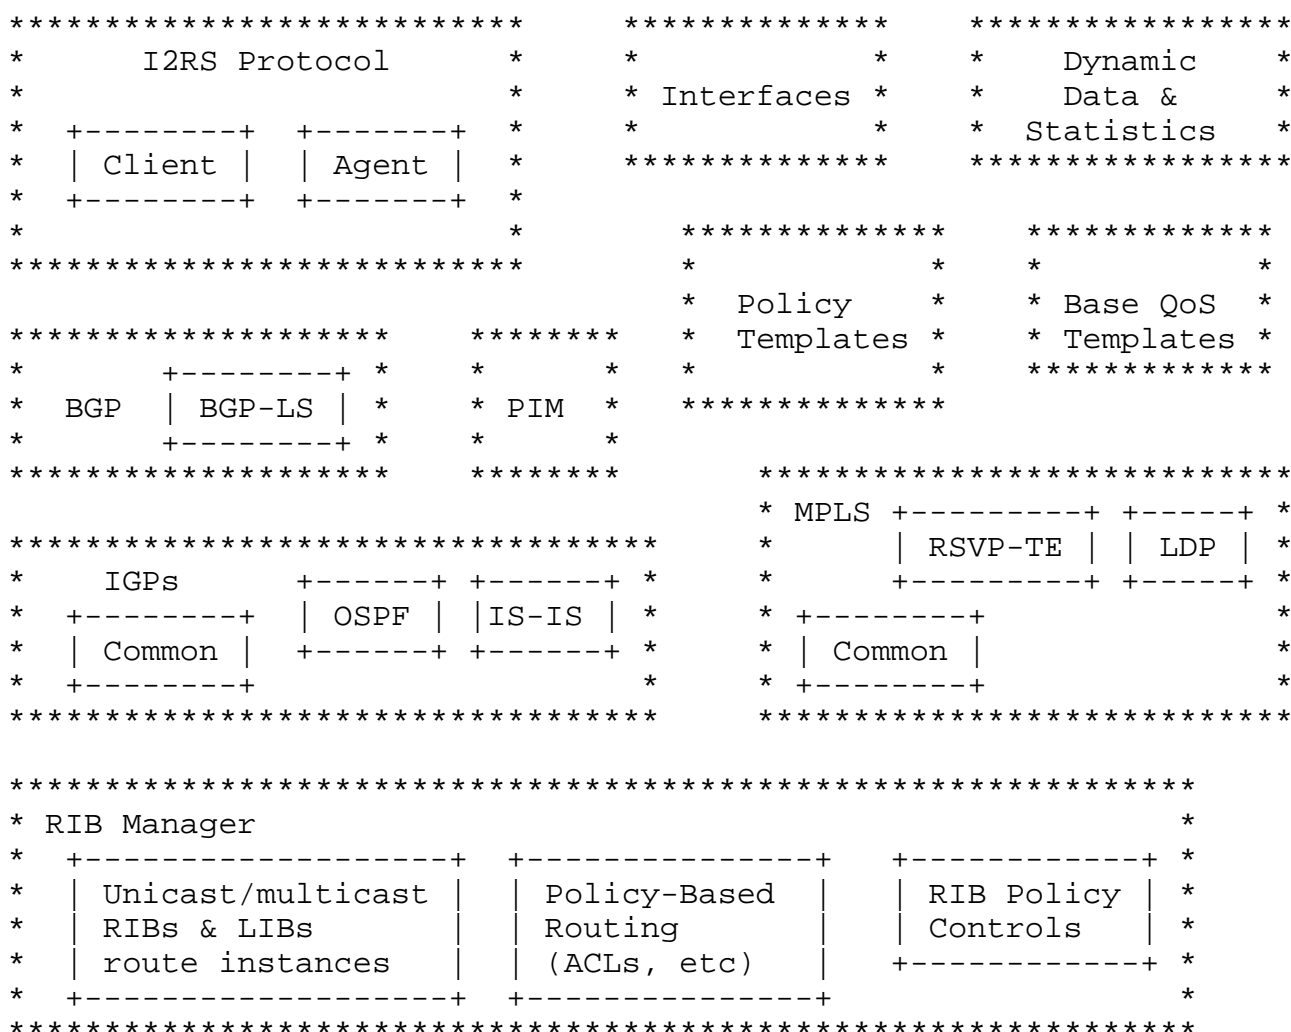 ***************************     **************     *****************
*      I2RS Protocol      *     *            *     *    Dynamic    *
*                         *     * Interfaces *     *    Data &     *
*  +--------+  +-------+  *     *            *     *  Statistics   *
*  | Client |  | Agent |  *     **************     *****************
*  +--------+  +-------+  *
*                         *        **************    *************
***************************        *            *    *           *
                                   *  Policy    *    * Base QoS  *
********************    ********   *  Templates *    * Templates *
*       +--------+ *    *      *   *            *    *************
*  BGP  | BGP-LS | *    * PIM  *   **************
*       +--------+ *    *      *
********************    ********       ****************************
                                       * MPLS +---------+ +-----+ *
**********************************     *      | RSVP-TE | | LDP | *
*    IGPs      +------+ +------+ *     *      +---------+ +-----+ *
*  +--------+  | OSPF | |IS-IS | *     * +--------+               *
*  | Common |  +------+ +------+ *     * | Common |               *
*  +--------+                    *     * +--------+               *
**********************************     ****************************

**************************************************************
* RIB Manager                                                *
*  +-------------------+  +---------------+   +------------+ *
*  | Unicast/multicast |  | Policy-Based  |   | RIB Policy | *
*  | RIBs & LIBs       |  | Routing       |   | Controls   | *
*  | route instances   |  | (ACLs, etc)   |   +------------+ *
*  +-------------------+  +---------------+                  *
**************************************************************